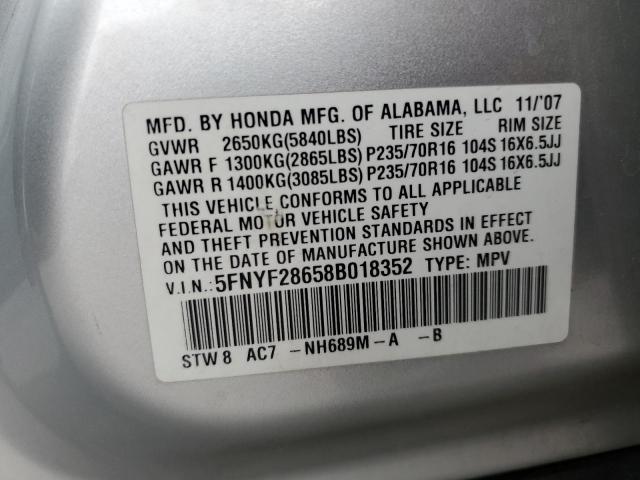 MFD. BY HONDA MFG. OF ALABAMA, LLC 11/'07
GVWR 2650KG(5840LBS) TIRE SIZE RIM SIZE
GAWR F 1300KG(2865LBS) P235/70R16 104S 16X6.5JJ
GAWR R 1400KG(3085LBS) P235/70R16 104S 16X6.5JJ
THIS VEHICLE CONFORMS TO ALL APPLICABLE
FEDERAL MOTOR VEHICLE SAFETY
AND THEFT PREVENTION STANDARDS IN EFFECT
ON THE DATE OF MANUFACTURE SHOWN ABOVE.
V.I.N.: 5FNYF28658B018352 TYPE: MPV
STW8 AC7 -NH689M-A -B